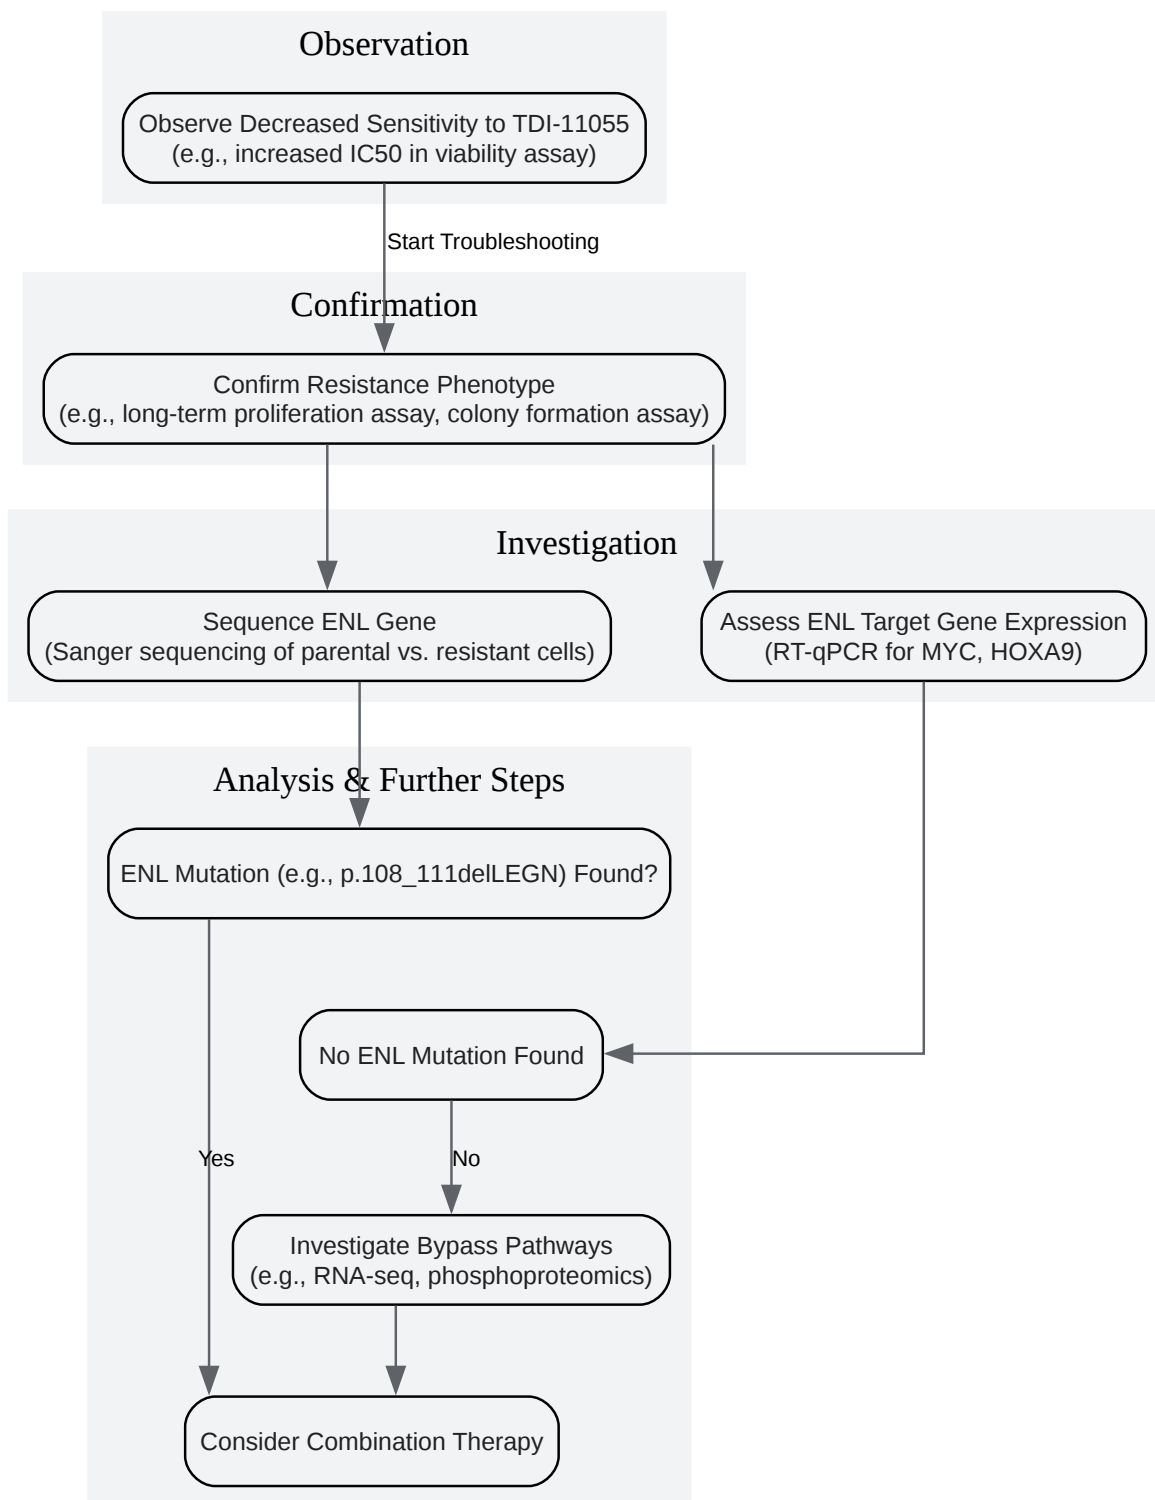 Observation
Observe Decreased Sensitivity to TDI-11055
(e.g., increased IC50 in viability assay)
Start Troubleshooting
Confirmation
Confirm Resistance Phenotype
(e.g., long-term proliferation assay, colony formation assay)
Investigation
Sequence ENL Gene
(Sanger sequencing of parental vs. resistant cells)
Assess ENL Target Gene Expression
(RT-qPCR for MYC, HOXA9)
Analysis & Further Steps
ENL Mutation (e.g., p.108_111delLEGN) Found?
No ENL Mutation Found
Yes
No
Investigate Bypass Pathways
(e.g., RNA-seq, phosphoproteomics)
Consider Combination Therapy